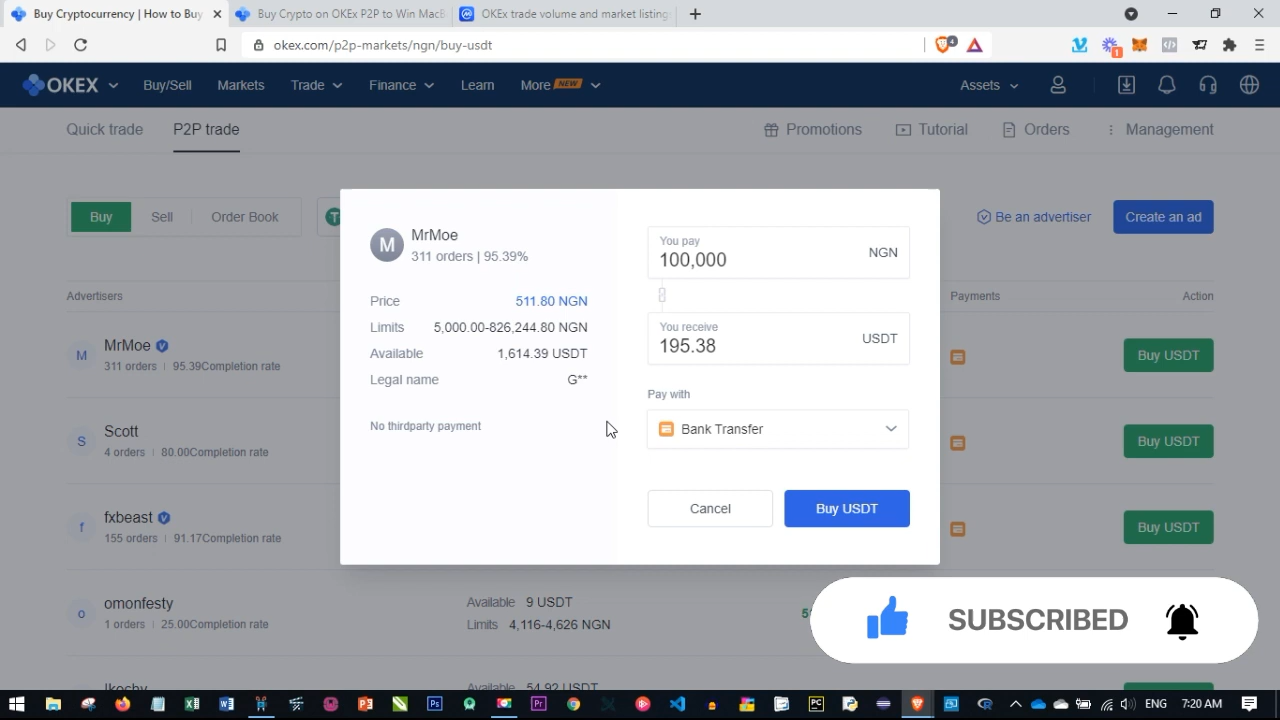 Buy Cryptocurrency | How to Buy
Buy Crypto on OKEx P2P to Win MacB
OKEx trade volume and market listing
okex.com/p2p-markets/ngn/buy-usdt
4
1
OKEX
Buy/Sell
Markets
Trade
Finance
Learn
More NEW
Assets
Quick trade
P2P trade
Promotions
Tutorial
Orders
Management
Buy
Sell
Order Book
T
Be an advertiser
Create an ad
Advertisers
Payments
Action
M
MrMoe
311 orders | 95.39Completion rate
Buy USDT
S
Scott
4 orders | 80.00Completion rate
Buy USDT
f
fxbeast
155 orders | 91.17Completion rate
Buy USDT
o
omonfesty
1 orders | 25.00Completion rate
Available 9 USDT
Limits 4,116-4,626 NGN
Ikechy
Available 54.92 USDT
M
MrMoe
311 orders | 95.39%
Price 511.80 NGN
Limits 5,000.00-826,244.80 NGN
Available 1,614.39 USDT
Legal name G**
No thirdparty payment
You pay
100,000 NGN
You receive
195.38 USDT
Pay with
Bank Transfer
Cancel
Buy USDT
SUBSCRIBED
ENG
7:20 AM